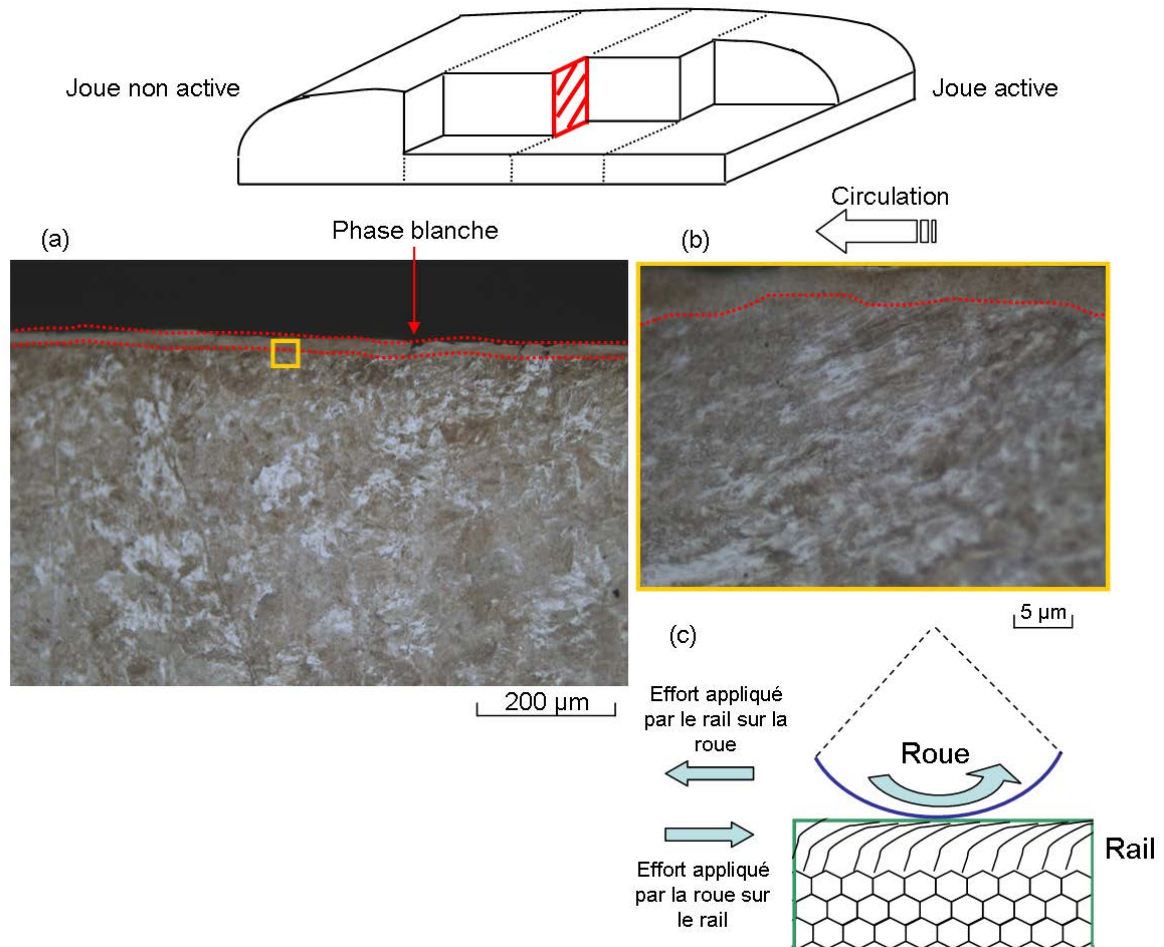 Joue non active
Joue active
Circulation
(a)
Phase blanche
(b)
5 µm
200 µm
(c)
Effort appliqué
par le rail sur la
roue
Roue
Effort appliqué
par la roue sur
le rail
Rail